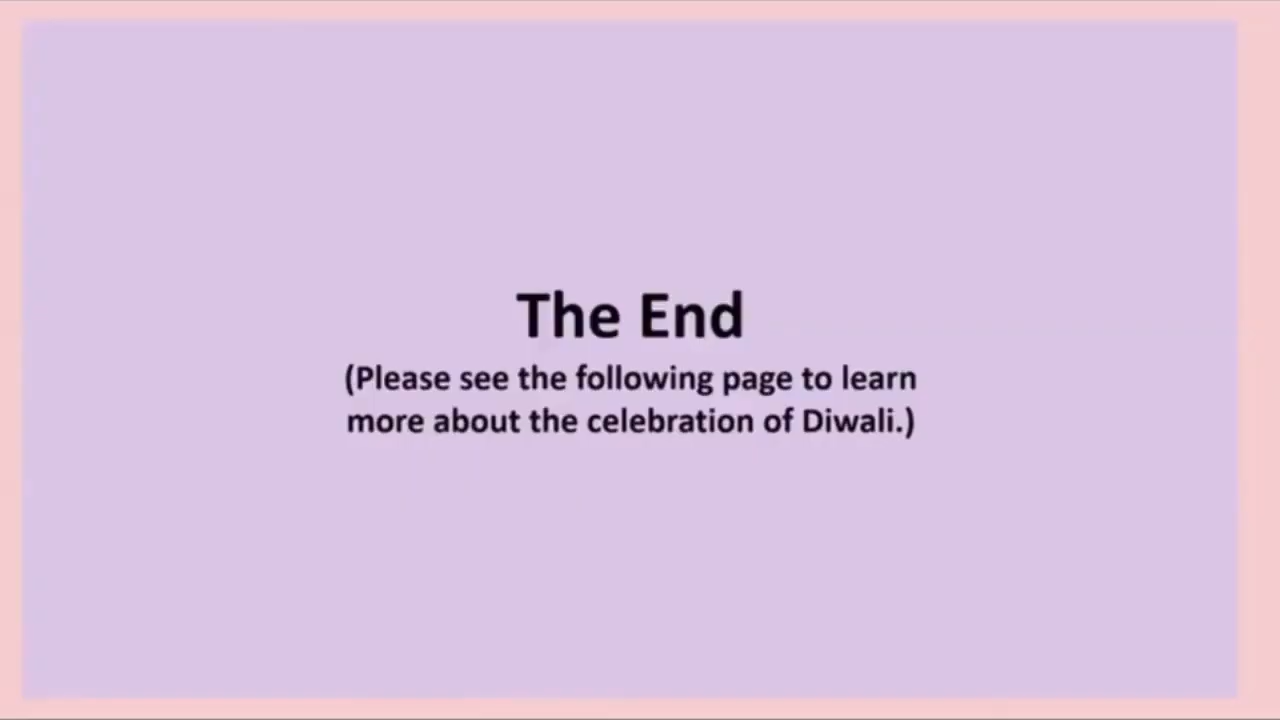 The End
(Please see the following page to learn
more about the celebration of Diwali.)